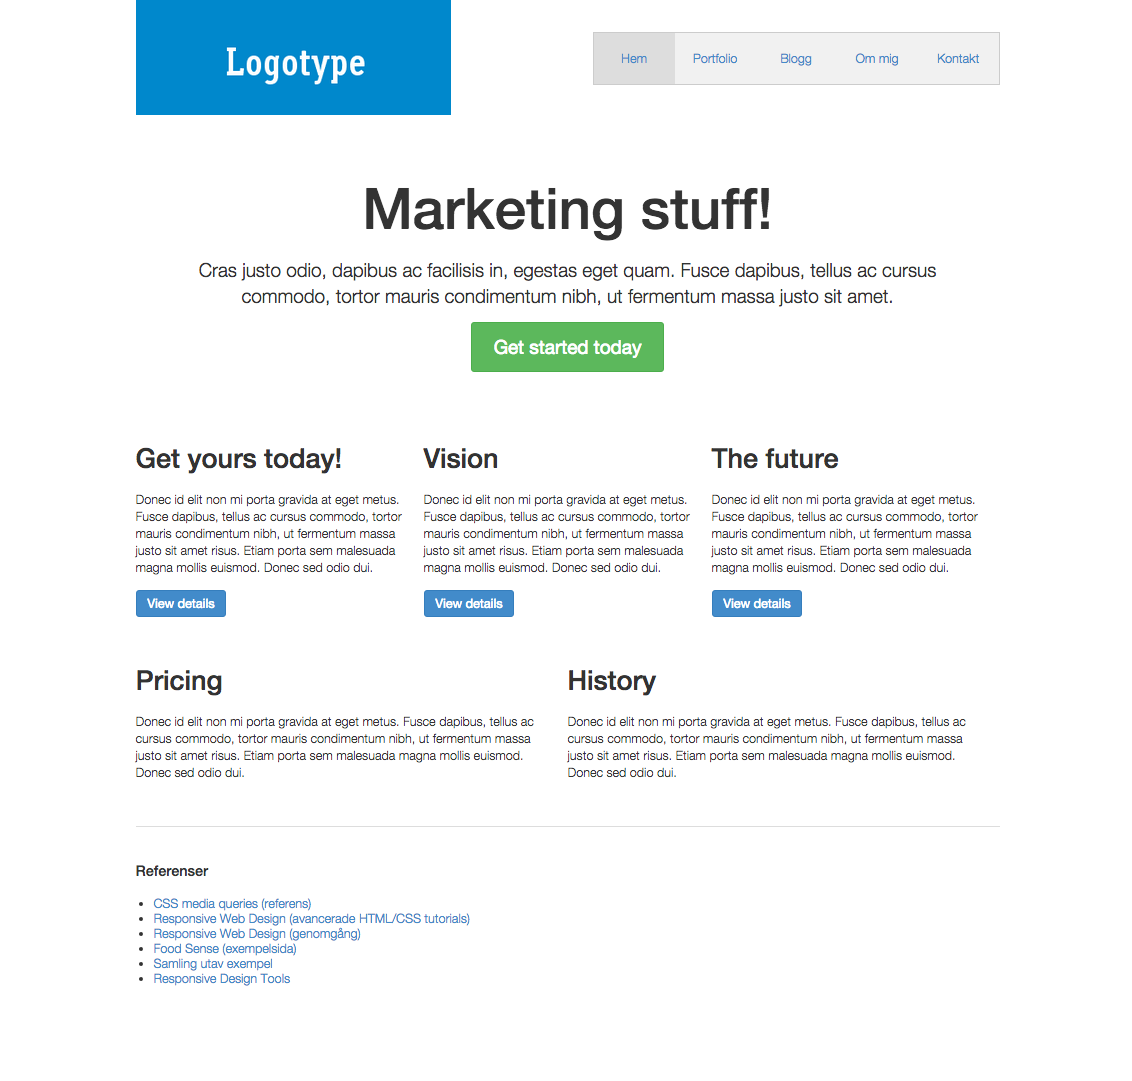 Logotype
Hem Portfolio Blogg Om mig Kontakt
Marketing stuff!
Cras justo odio, dapibus ac facilisis in, egestas eget quam. Fusce dapibus, tellus ac cursus
commodo, tortor mauris condimentum nibh, ut fermentum massa justo sit amet.
Get started today
Get yours today!
Donec id elit non mi porta gravida at eget metus.
Fusce dapibus, tellus ac cursus commodo, tortor
mauris condimentum nibh, ut fermentum massa
justo sit amet risus. Etiam porta sem malesuada
magna mollis euismod. Donec sed odio dui.
View details
Vision
Donec id elit non mi porta gravida at eget metus.
Fusce dapibus, tellus ac cursus commodo, tortor
mauris condimentum nibh, ut fermentum massa
justo sit amet risus. Etiam porta sem malesuada
magna mollis euismod. Donec sed odio dui.
View details
The future
Donec id elit non mi porta gravida at eget metus.
Fusce dapibus, tellus ac cursus commodo, tortor
mauris condimentum nibh, ut fermentum massa
justo sit amet risus. Etiam porta sem malesuada
magna mollis euismod. Donec sed odio dui.
View details
Pricing
Donec id elit non mi porta gravida at eget metus. Fusce dapibus, tellus ac
cursus commodo, tortor mauris condimentum nibh, ut fermentum massa
justo sit amet risus. Etiam porta sem malesuada magna mollis euismod.
Donec sed odio dui.
History
Donec id elit non mi porta gravida at eget metus. Fusce dapibus, tellus ac
cursus commodo, tortor mauris condimentum nibh, ut fermentum massa
justo sit amet risus. Etiam porta sem malesuada magna mollis euismod.
Donec sed odio dui.
Referenser
CSS media queries (referens)
Responsive Web Design (avancerade HTML/CSS tutorials)
Responsive Web Design (genomgång)
Food Sense (exempelsida)
Samling utav exempel
Responsive Design Tools